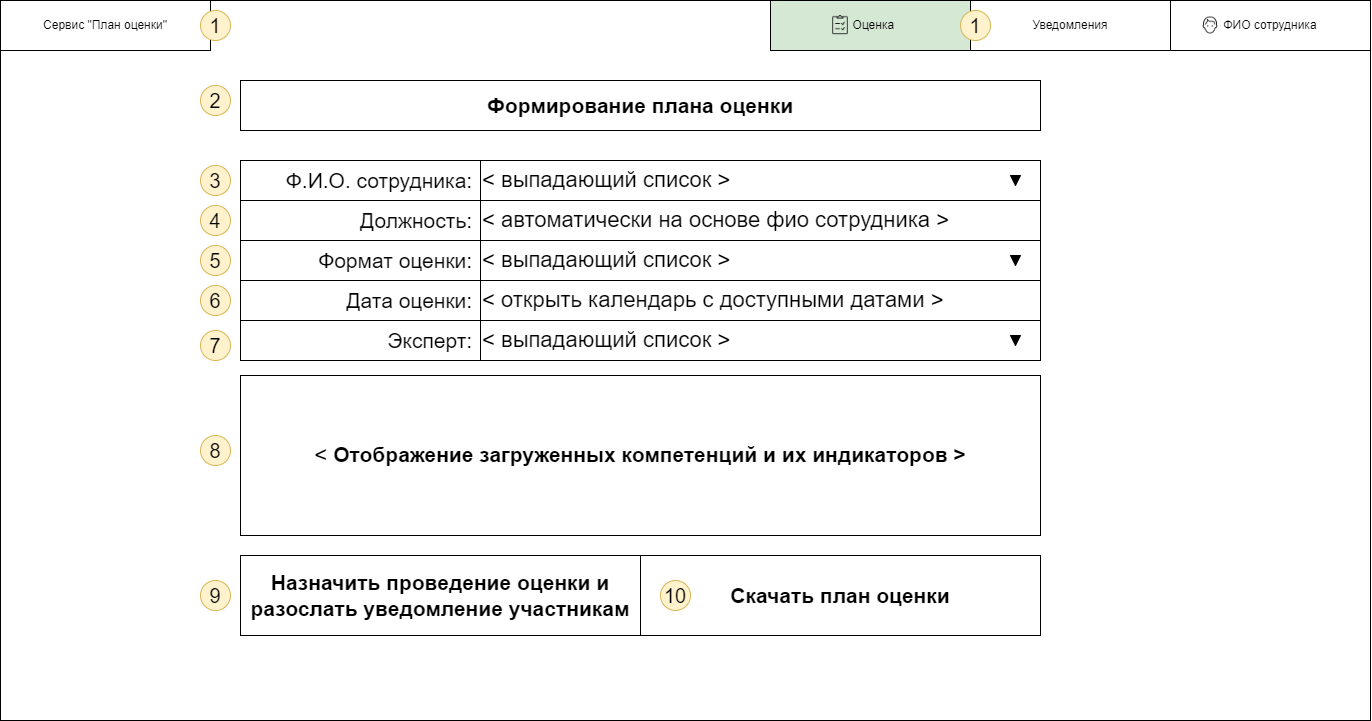 Сервис "План оценки"
1
Оценка
1
Уведомления
ФИО сотрудника
2
Формирование плана оценки
3
Ф.И.О. сотрудника:
< выпадающий список >
▼
4
Должность:
< автоматически на основе фио сотрудника >
5
Формат оценки:
< выпадающий список >
▼
6
Дата оценки:
< открыть календарь с доступными датами >
7
Эксперт:
< выпадающий список >
▼
8
< Отображение загруженных компетенций и их индикаторов >
9
Назначить проведение оценки и
разослать уведомление участникам
10
Скачать план оценки